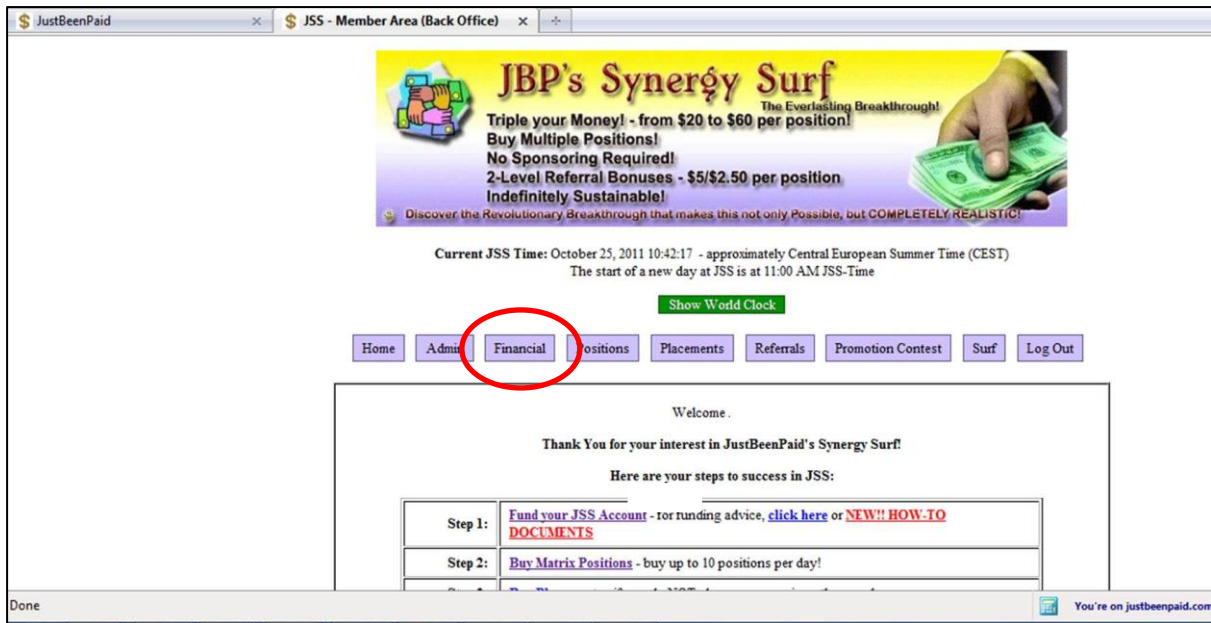 JustBeenPaid
JSS - Member Area (Back Office)
JBP's Synergy Surf
The Everlasting Breakthrough!
Triple your Money! - from $20 to $60 per position!
Buy Multiple Positions!
No Sponsoring Required!
2-Level Referral Bonuses - $5/$2.50 per position
Indefinitely Sustainable!
Discover the Revolutionary Breakthrough that makes this not only Possible, but COMPLETELY REALISTIC!
Current JSS Time: October 25, 2011 10:42:17 - approximately Central European Summer Time (CEST)
The start of a new day at JSS is at 11:00 AM JSS-Time
Show World Clock
Home Admin Financial Positions Placements Referrals Promotion Contest Surf Log Out
Welcome .
Thank You for your interest in JustBeenPaid's Synergy Surf!
Here are your steps to success in JSS:
Step 1: Fund your JSS Account - for funding advice, click here or NEW!! HOW-TO
DOCUMENTS
Step 2: Buy Matrix Positions - buy up to 10 positions per day!
Done
You're on justbeenpaid.com